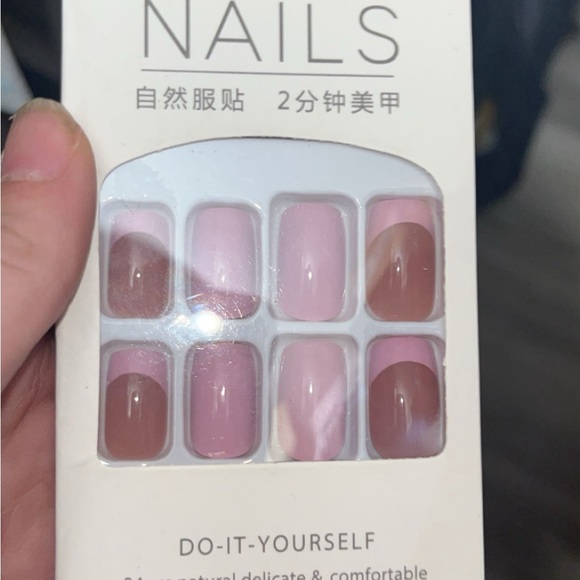 NAILS
自然服贴 2分钟美甲
DO-IT-YOURSELF
natural delicate & comfortable